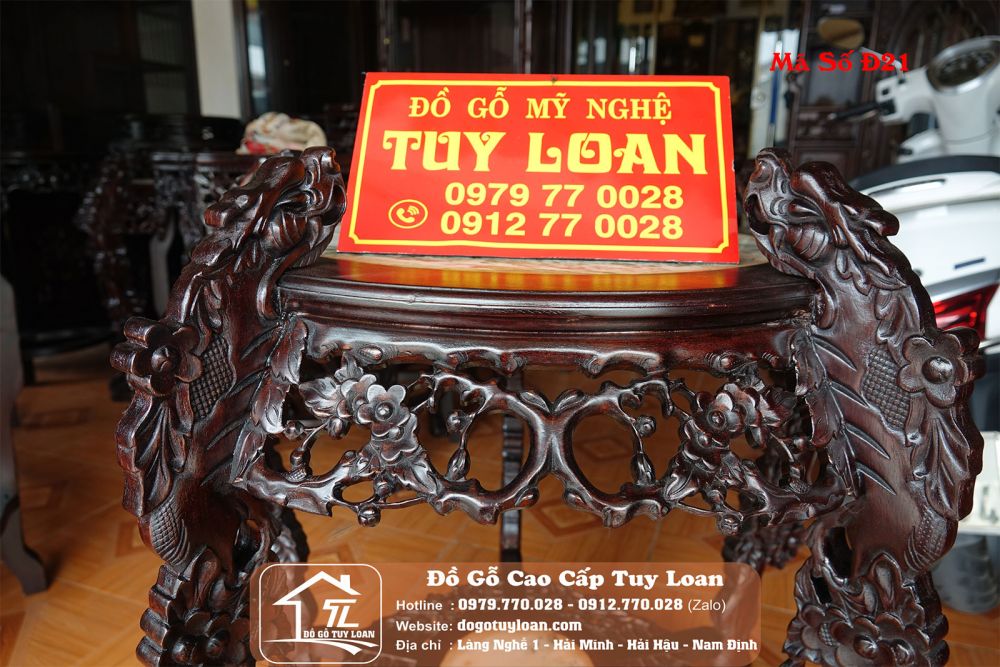 Mã Số Đ21
ĐỒ GỖ MỸ NGHỆ
TUY LOAN
0979 77 0028
0912 77 0028
TL
ĐỒ GỖ TUY LOAN
Đồ Gỗ Cao Cấp Tuy Loan
Hotline : 0979.770.028 - 0912.770.028 (Zalo)
Website: dogotuyloan.com
Địa chỉ : Làng Nghề 1 - Hải Minh - Hải Hậu - Nam Định